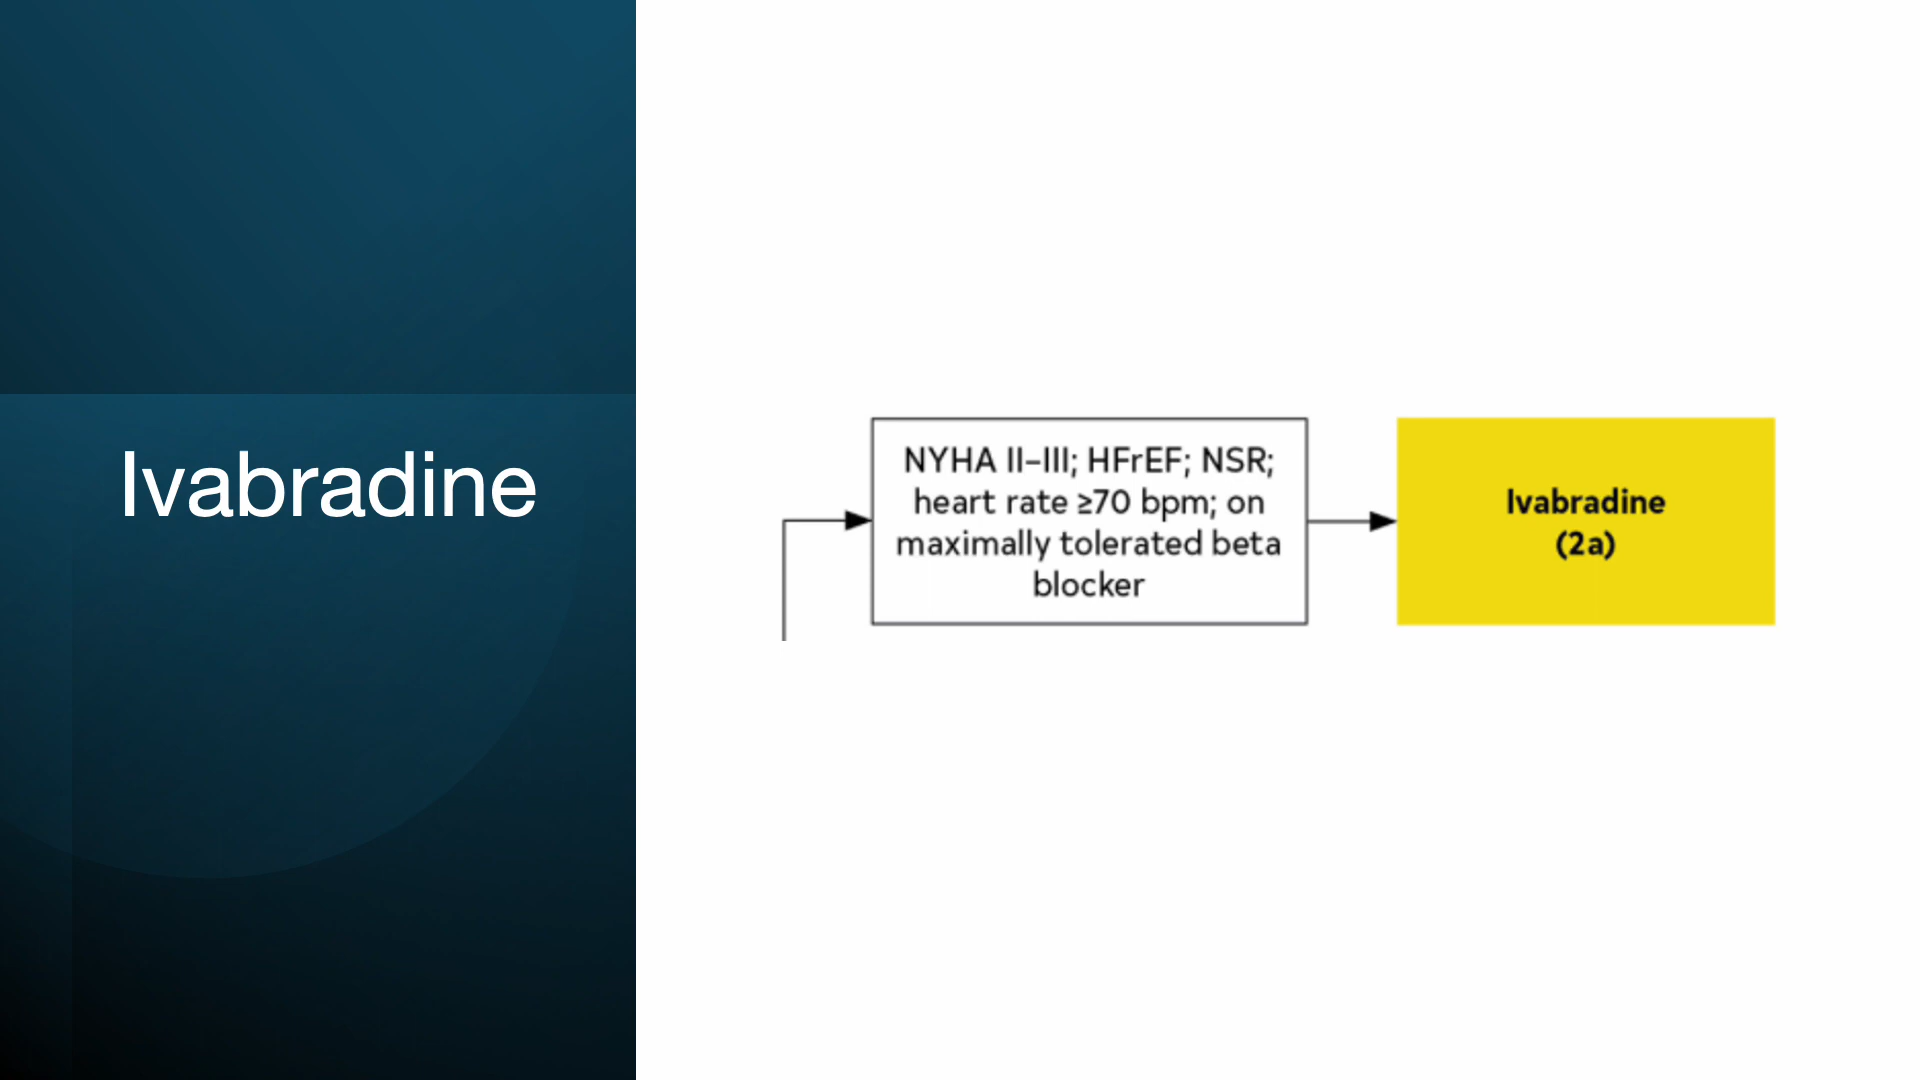 Ivabradine
NYHA II–III; HFrEF; NSR;
heart rate ≥70 bpm; on
maximally tolerated beta
blocker
Ivabradine
(2a)